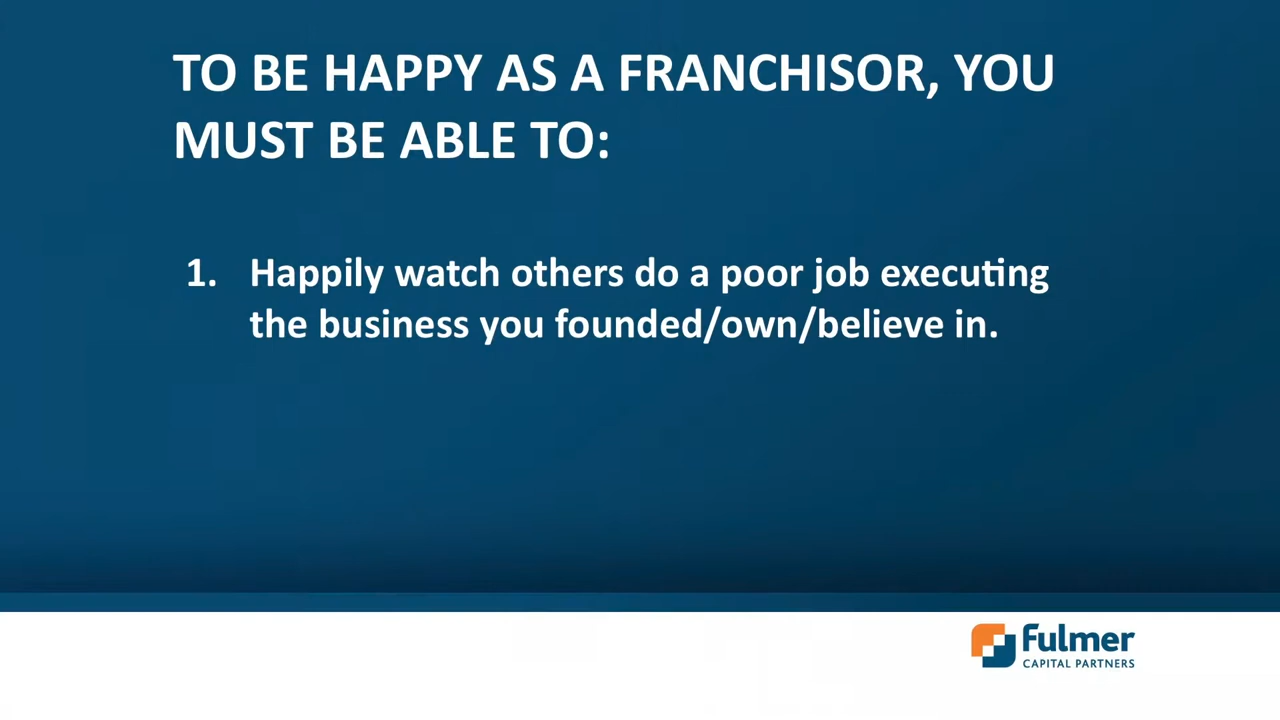 TO BE HAPPY AS A FRANCHISOR, YOU
MUST BE ABLE TO:
1. Happily watch others do a poor job executing
the business you founded/own/believe in.
Fulmer
CAPITAL PARTNERS